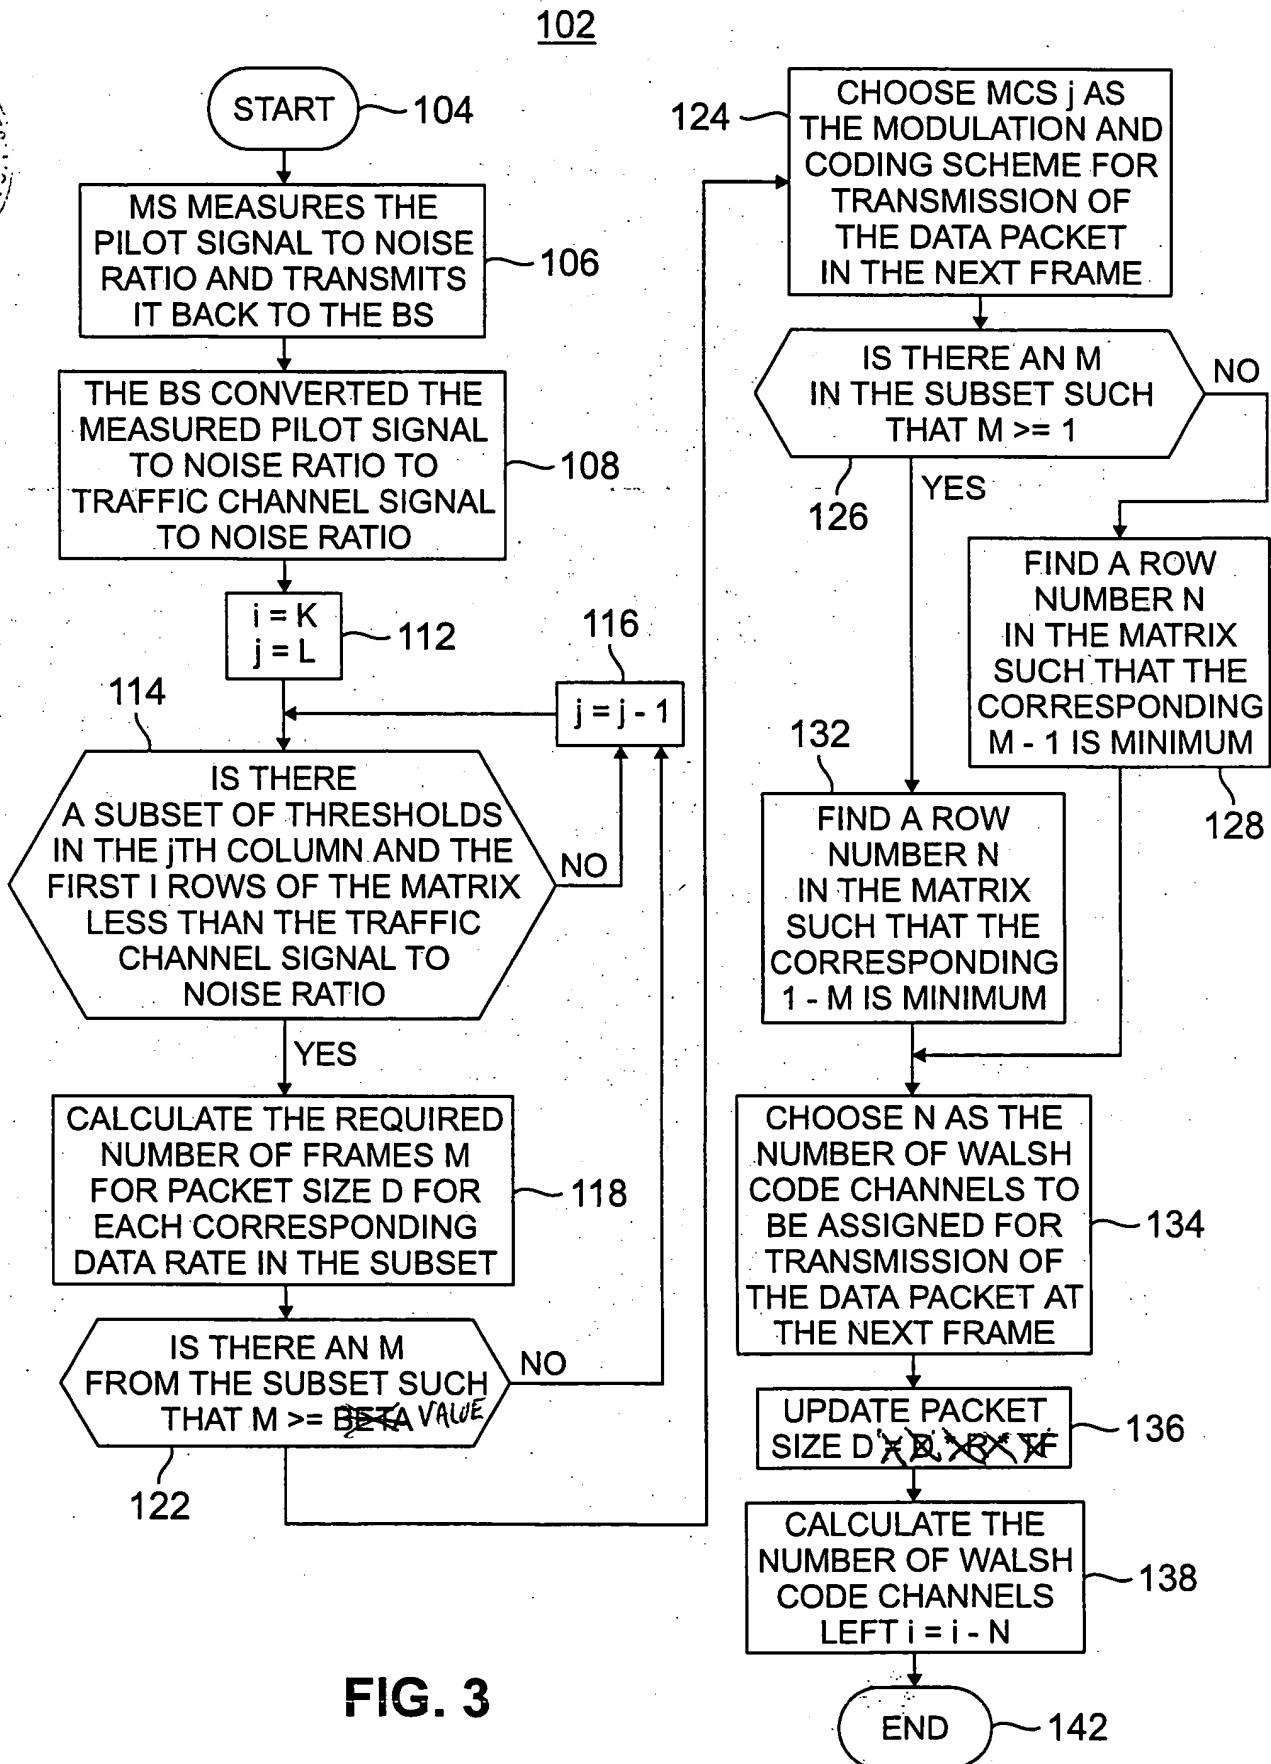 102
START
104
MS MEASURES THE
PILOT SIGNAL TO NOISE
RATIO AND TRANSMITS
IT BACK TO THE BS
106
THE BS CONVERTED THE
MEASURED PILOT SIGNAL
TO NOISE RATIO TO
TRAFFIC CHANNEL SIGNAL
TO NOISE RATIO
108
i = K
j = L
112
116
j = j - 1
114
IS THERE
A SUBSET OF THRESHOLDS
IN THE jTH COLUMN AND THE
FIRST I ROWS OF THE MATRIX
LESS THAN THE TRAFFIC
CHANNEL SIGNAL TO
NOISE RATIO
NO
YES
CALCULATE THE REQUIRED
NUMBER OF FRAMES M
FOR PACKET SIZE D FOR
EACH CORRESPONDING
DATA RATE IN THE SUBSET
118
IS THERE AN M
FROM THE SUBSET SUCH
THAT M >= BETA VALUE
NO
122
124
CHOOSE MCS j AS
THE MODULATION AND
CODING SCHEME FOR
TRANSMISSION OF
THE DATA PACKET
IN THE NEXT FRAME
IS THERE AN M
IN THE SUBSET SUCH
THAT M >= 1
NO
YES
126
FIND A ROW
NUMBER N
IN THE MATRIX
SUCH THAT THE
CORRESPONDING
M - 1 IS MINIMUM
128
132
FIND A ROW
NUMBER N
IN THE MATRIX
SUCH THAT THE
CORRESPONDING
1 - M IS MINIMUM
CHOOSE N AS THE
NUMBER OF WALSH
CODE CHANNELS TO
BE ASSIGNED FOR
TRANSMISSION OF
THE DATA PACKET AT
THE NEXT FRAME
134
UPDATE PACKET
SIZE D
136
CALCULATE THE
NUMBER OF WALSH
CODE CHANNELS
LEFT i = i - N
138
END
142
FIG. 3